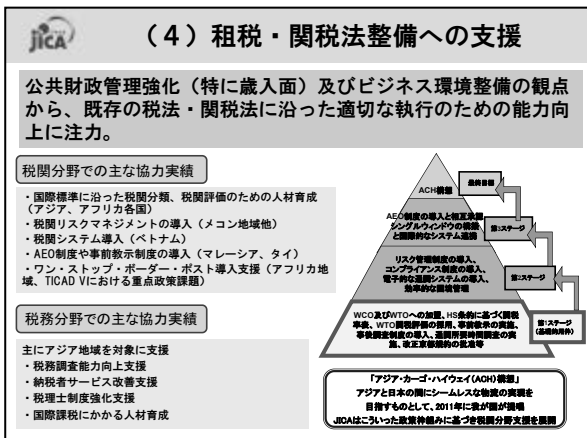 jICA
（４）租税・関税法整備への支援
公共財政管理強化（特に歳入面）及びビジネス環境整備の観点
から、既存の税法・関税法に沿った適切な執行のための能力向
上に注力。
税関分野での主な協力実績
・国際標準に沿った税関分類、税関評価のための人材育成
（アジア、アフリカ各国）
・税関リスクマネジメントの導入（メコン地域他）
・税関システム導入（ベトナム）
・AEO制度や事前教示制度の導入（マレーシア、タイ）
・ワン・ストップ・ボーダー・ポスト導入支援（アフリカ地
域、TICAD Vにおける重点政策課題）
税務分野での主な協力実績
主にアジア地域を対象に支援
・税務調査能力向上支援
・納税者サービス改善支援
・税理士制度強化支援
・国際課税にかかる人材育成
ACH構想
最終目標
AEO制度の導入と相互承認
シングルウィンドウの構築
と国際的なシステム連携
第3ステージ
リスク管理制度の導入、
コンプライアンス制度の導入、
電子的な通関システムの導入、
効率的な国境管理
第2ステージ
WCO及びWTOへの加盟、HS条約に基づく関税
率表、WTO関税評価の採用、事前教示の実施、
事後調査制度の導入、通関所要時間調査の実
施、改正京都規約の批准等
第1ステージ
（基礎的用件）
「アジア・カーゴ・ハイウェイ(ACH)構想」
アジアと日本の間にシームレスな物流の実現を
目指すものとして、2011年に我が国が提唱
JICAはこういった政策枠組みに基づき税関分野支援を展開